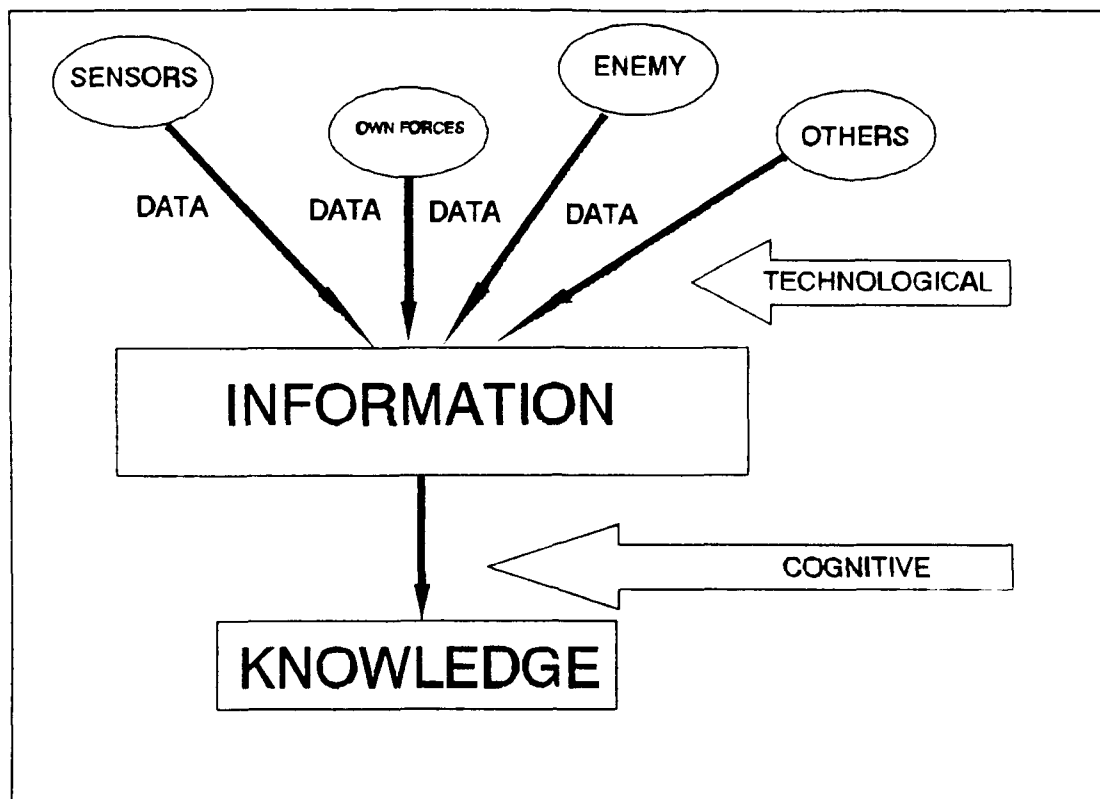 SENSORS
OWN FORCES
ENEMY
OTHERS
DATA
DATA
DATA
DATA
TECHNOLOGICAL
INFORMATION
COGNITIVE
KNOWLEDGE